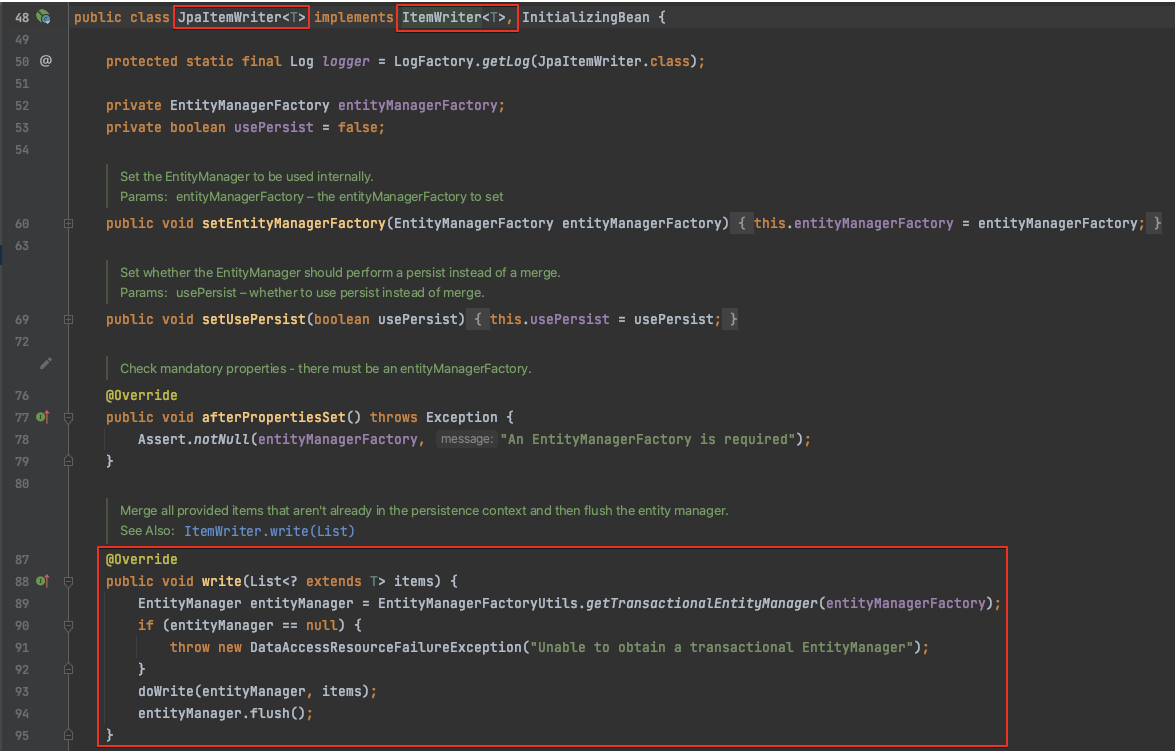 48 public class JpaItemWriter<T> implements ItemWriter<T>, InitializingBean {
49
50 @ protected static final Log logger = LogFactory.getLog(JpaItemWriter.class);
51
52 private EntityManagerFactory entityManagerFactory;
53 private boolean usePersist = false;
54
Set the EntityManager to be used internally.
Params: entityManagerFactory – the entityManagerFactory to set
60 public void setEntityManagerFactory(EntityManagerFactory entityManagerFactory) { this.entityManagerFactory = entityManagerFactory; }
63
Set whether the EntityManager should perform a persist instead of a merge.
Params: usePersist – whether to use persist instead of merge.
69 public void setUsePersist(boolean usePersist) { this.usePersist = usePersist; }
72
Check mandatory properties - there must be an entityManagerFactory.
76 @Override
77 public void afterPropertiesSet() throws Exception {
78 Assert.notNull(entityManagerFactory, message: "An EntityManagerFactory is required");
79 }
80
Merge all provided items that aren't already in the persistence context and then flush the entity manager.
See Also: ItemWriter.write(List)
87 @Override
88 public void write(List<? extends T> items) {
89 EntityManager entityManager = EntityManagerFactoryUtils.getTransactionalEntityManager(entityManagerFactory);
90 if (entityManager == null) {
91 throw new DataAccessResourceFailureException("Unable to obtain a transactional EntityManager");
92 }
93 doWrite(entityManager, items);
94 entityManager.flush();
95 }